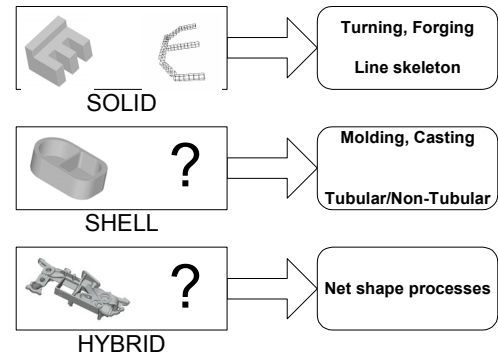 Turning, Forging
Line skeleton
SOLID
?
Molding, Casting
Tubular/Non-Tubular
SHELL
?
Net shape processes
HYBRID